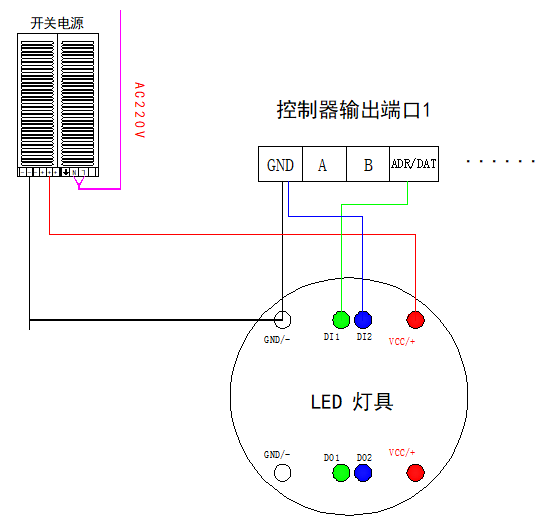 开关电源
AC220V
控制器输出端口1
GND A B ADR/DAT ······
- - - + + + N L
GND/- DI1 DI2 VCC/+
LED 灯具
GND/- DO1 DO2 VCC/+